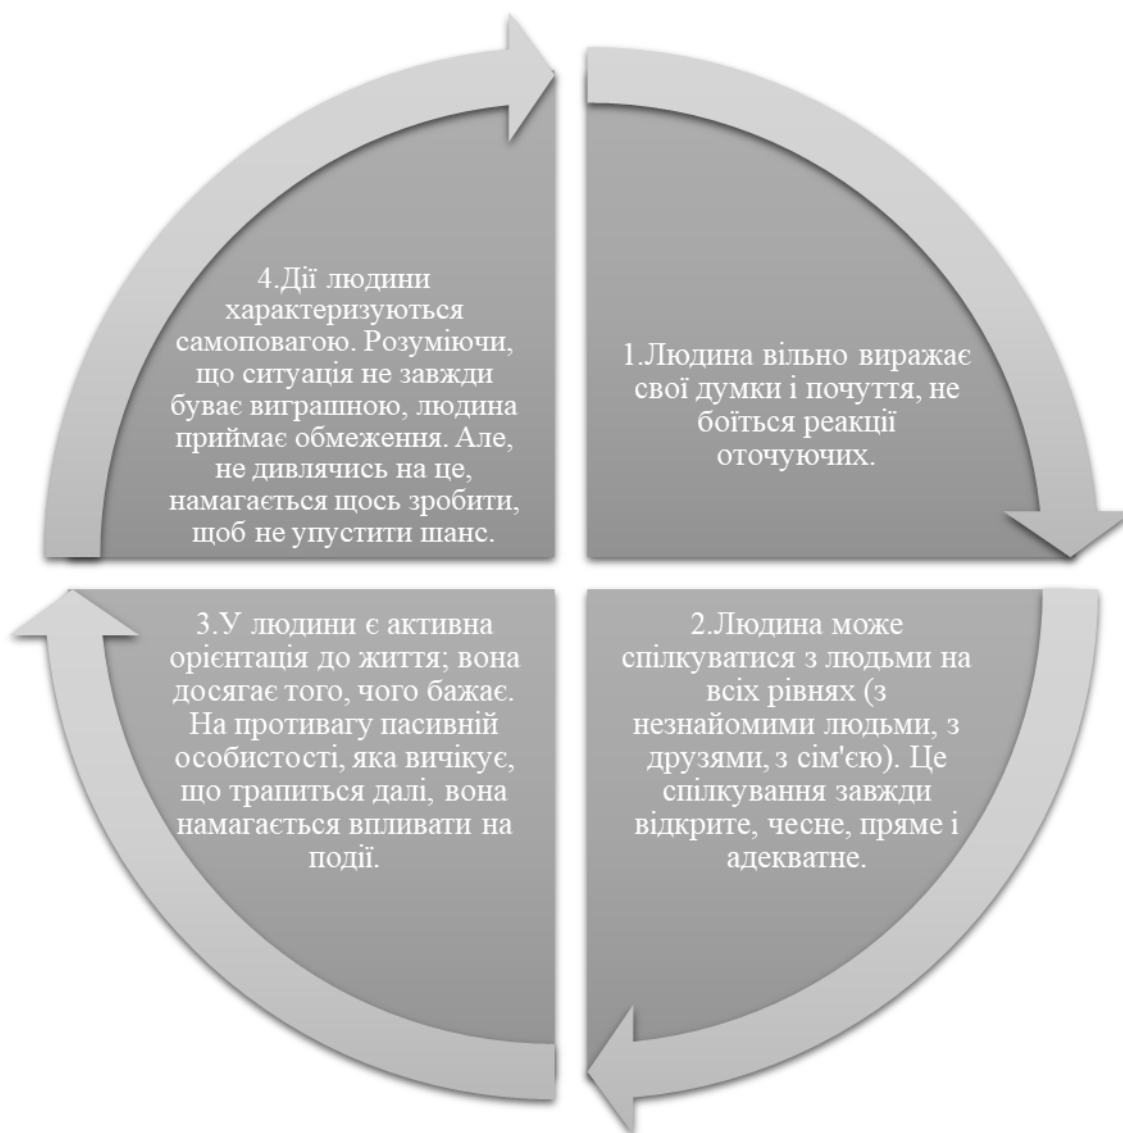 1.Людина вільно виражає
свої думки і почуття, не
боїться реакції
оточуючих.
2.Людина може
спілкуватися з людьми на
всіх рівнях (з
незнайомими людьми, з
друзями, з сім'єю). Це
спілкування завжди
відкрите, чесне, пряме і
адекватне.
3.У людини є активна
орієнтація до життя; вона
досягає того, чого бажає.
На противагу пасивній
особистості, яка вичікує,
що трапиться далі, вона
намагається впливати на
події.
4.Дії людини
характеризуються
самоповагою. Розуміючи,
що ситуація не завжди
буває виграшною, людина
приймає обмеження. Але,
не дивлячись на це,
намагається щось зробити,
щоб не упустити шанс.